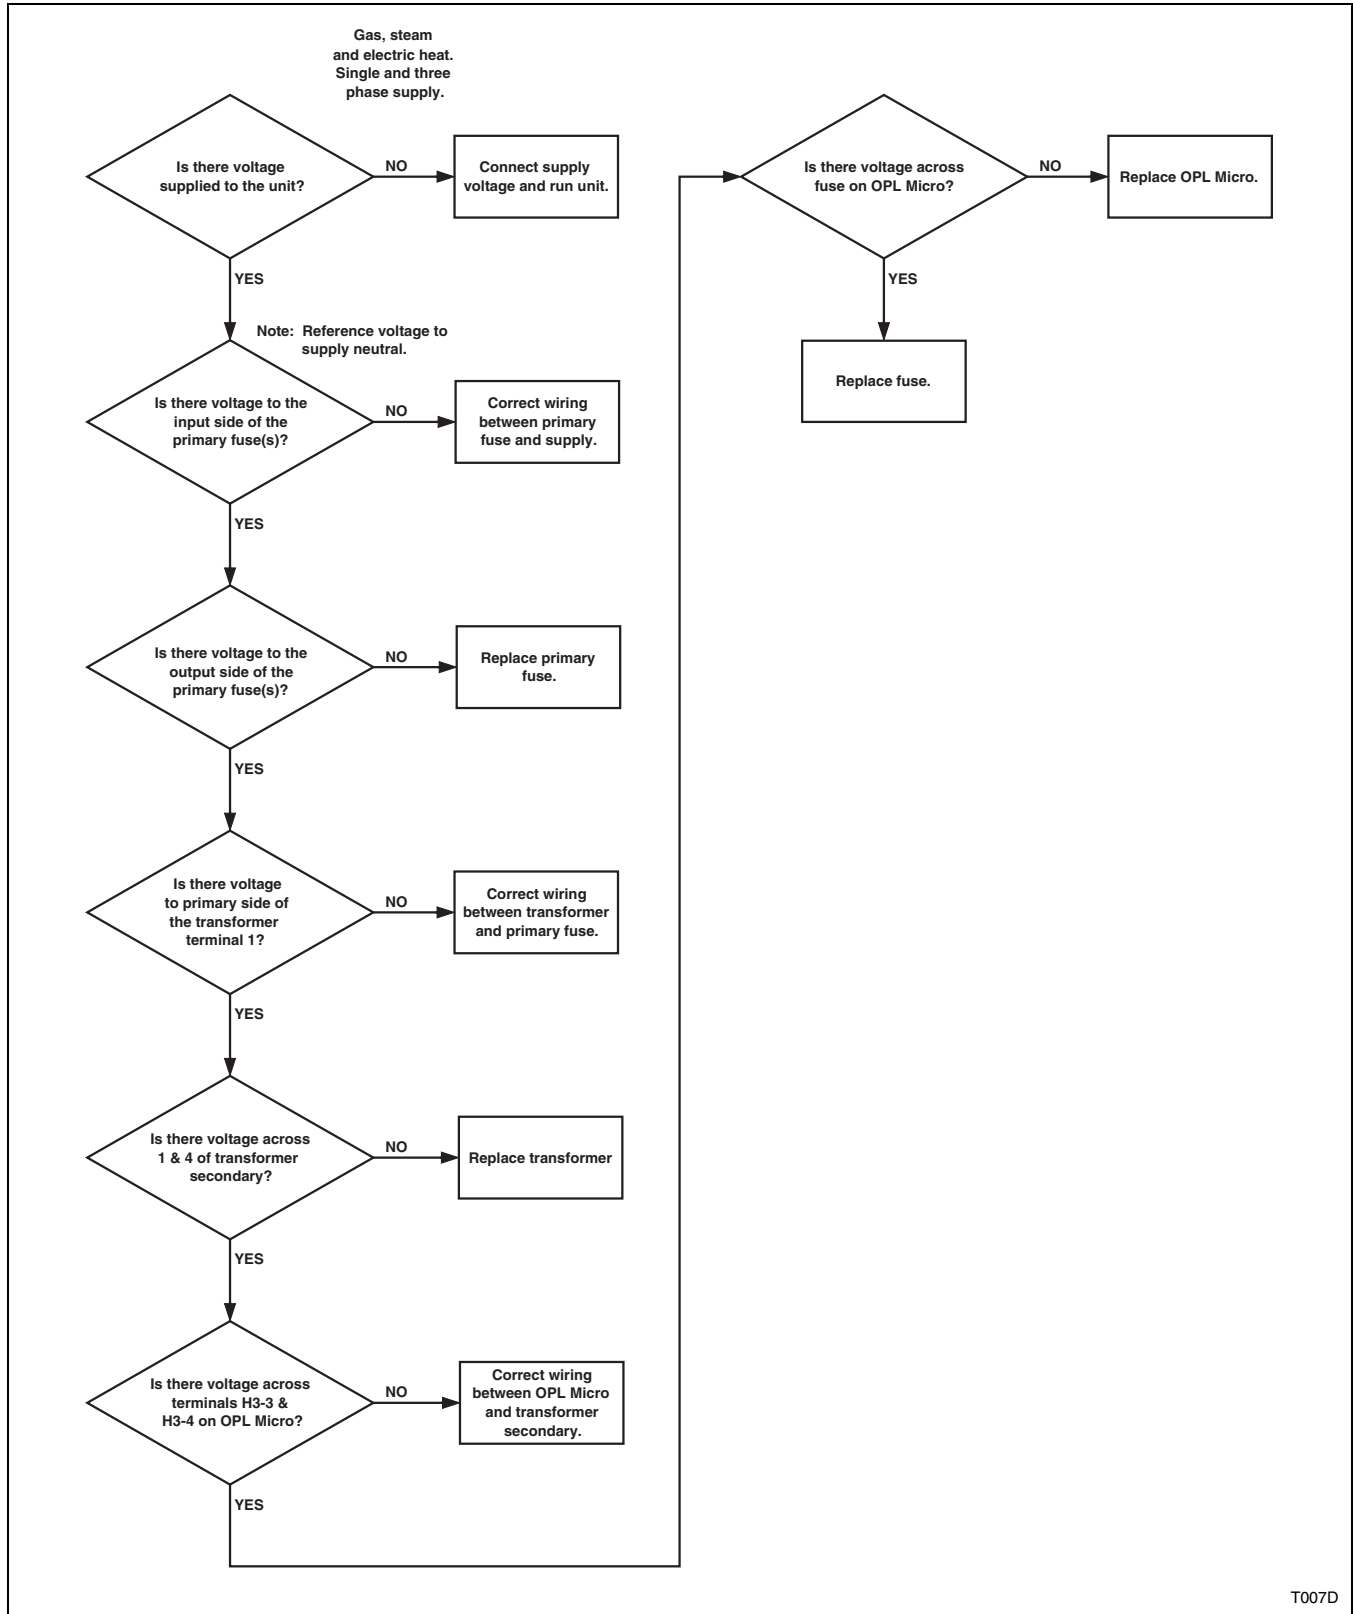 Gas, steam
and electric heat.
Single and three
phase supply.
Is there voltage
supplied to the unit?
NO
Connect supply
voltage and run unit.
YES
Note: Reference voltage to
supply neutral.
Is there voltage to the
input side of the
primary fuse(s)?
NO
Correct wiring
between primary
fuse and supply.
YES
Is there voltage to the
output side of the
primary fuse(s)?
NO
Replace primary
fuse.
YES
Is there voltage
to primary side of
the transformer
terminal 1?
NO
Correct wiring
between transformer
and primary fuse.
YES
Is there voltage across
1 & 4 of transformer
secondary?
NO
Replace transformer
YES
Is there voltage across
terminals H3-3 &
H3-4 on OPL Micro?
NO
Correct wiring
between OPL Micro
and transformer
secondary.
YES
Is there voltage across
fuse on OPL Micro?
NO
Replace OPL Micro.
YES
Replace fuse.
T007D